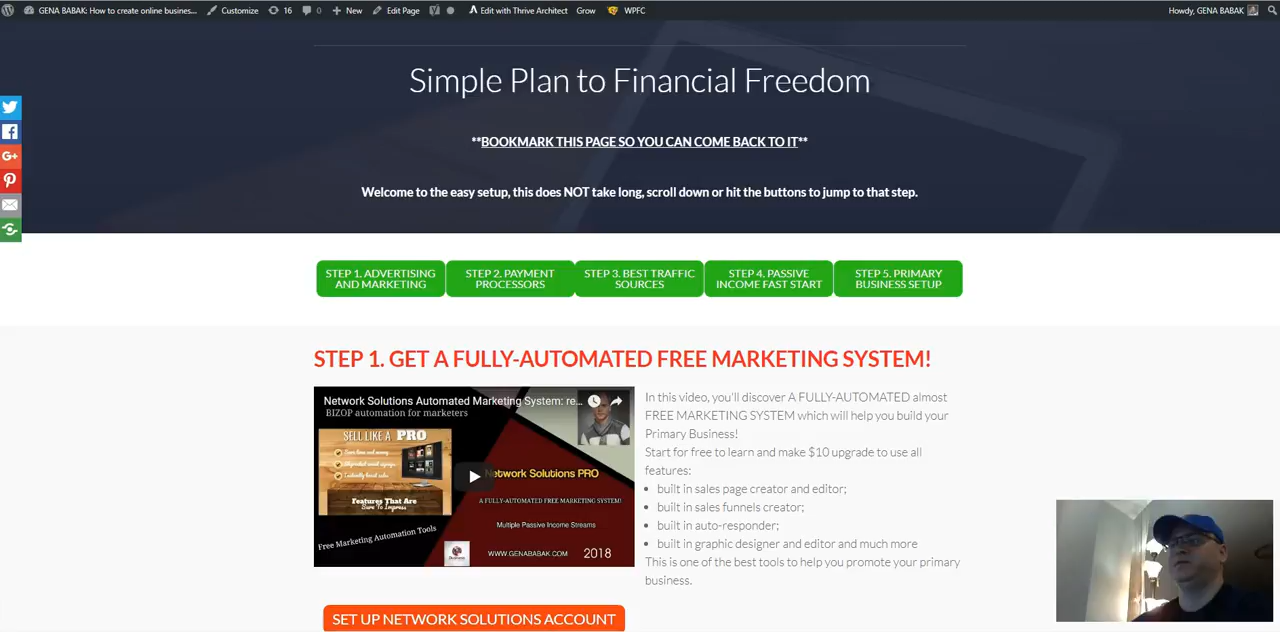 GENA BABAK: How to create online busines...
Customize
16
0
New
Edit Page
Edit with Thrive Architect
Grow
WPFC
Howdy, GENA BABAK
Simple Plan to Financial Freedom
**BOOKMARK THIS PAGE SO YOU CAN COME BACK TO IT**
Welcome to the easy setup, this does NOT take long, scroll down or hit the buttons to jump to that step.
STEP 1. ADVERTISING
AND MARKETING
STEP 2. PAYMENT
PROCESSORS
STEP 3. BEST TRAFFIC
SOURCES
STEP 4. PASSIVE
INCOME FAST START
STEP 5. PRIMARY
BUSINESS SETUP
STEP 1. GET A FULLY-AUTOMATED FREE MARKETING SYSTEM!
Network Solutions Automated Marketing System: re...
BIZOP automation for marketers
SELL LIKE A PRO
Features That Are
Sure To Impress
Free Marketing Automation Tools
Network Solutions PRO
A FULLY-AUTOMATED FREE MARKETING SYSTEM!
Multiple Passive Income Streams
WWW.GENABABAK.COM
2018
In this video, you'll discover A FULLY-AUTOMATED almost
FREE MARKETING SYSTEM which will help you build your
Primary Business!
Start for free to learn and make $10 upgrade to use all
features:
• built in sales page creator and editor;
• built in sales funnels creator;
• built in auto-responder;
• built in graphic designer and editor and much more
This is one of the best tools to help you promote your primary
business.
SET UP NETWORK SOLUTIONS ACCOUNT